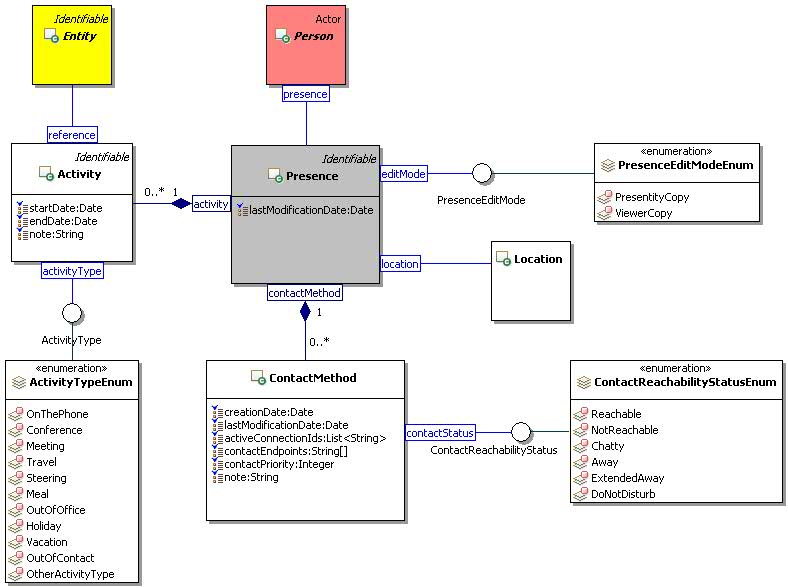 Identifiable
Entity
Actor
Person
presence
reference
Identifiable
Activity
startDate:Date
endDate:Date
note:String
0..* 1
activity
Identifiable
Presence
lastModificationDate:Date
editMode
PresenceEditMode
«enumeration»
PresenceEditModeEnum
PresentityCopy
ViewerCopy
location
Location
activityType
ActivityType
contactMethod
1
0..*
«enumeration»
ActivityTypeEnum
OnThePhone
Conference
Meeting
Travel
Steering
Meal
OutOfOffice
Holiday
Vacation
OutOfContact
OtherActivityType
ContactMethod
creationDate:Date
lastModificationDate:Date
activeConnectionIds:List<String>
contactEndpoints:String[]
contactPriority:Integer
note:String
contactStatus
ContactReachabilityStatus
«enumeration»
ContactReachabilityStatusEnum
Reachable
NotReachable
Chatty
Away
ExtendedAway
DoNotDisturb